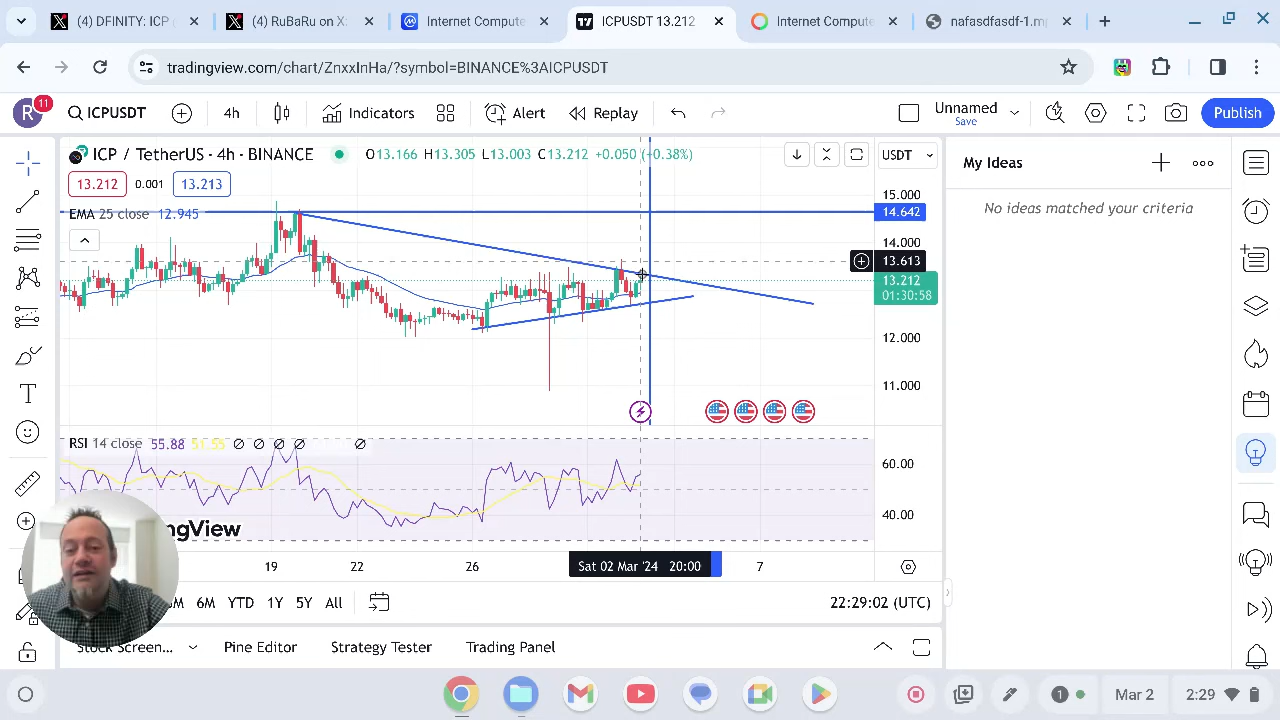 (4) DFINITY: ICP
(4) RuBaRu on X
Internet Compute
ICPUSDT 13.212
Internet Compute
nafasdfasdf-1.m
tradingview.com/chart/ZnxxInHa/?symbol=BINANCE%3AICPUSDT
R
11
ICPUSDT
4h
Indicators
Alert
Replay
Unnamed
Save
Publish
ICP / TetherUS · 4h · BINANCE
O13.166 H13.305 L13.003 C13.212 +0.050 (+0.38%)
USDT
My Ideas
13.212
0.001
13.213
No ideas matched your criteria
EMA 25 close 12.945
15.000
14.642
14.000
13.613
13.212
01:30:58
12.000
11.000
RSI 14 close 55.88 51.55
60.00
40.00
ngView
19
22
26
Sat 02 Mar '24 20:00
7
M
6M
YTD
1Y
5Y
All
22:29:02 (UTC)
Stock Screen...
Pine Editor
Strategy Tester
Trading Panel
1
Mar 2
2:29